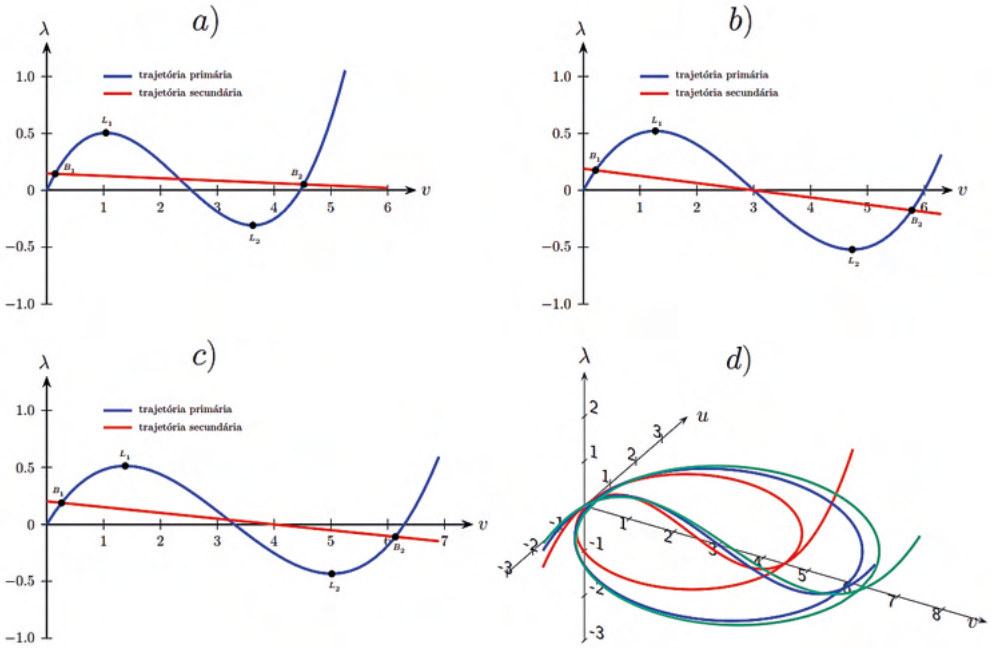 a)
λ
1.0
0.5
0
−0.5
−1.0
trajetória primária
trajetória secundária
L₁
B₁
B₂
L₂
1 2 3 4 5 6
v
b)
λ
1.0
0.5
0
−0.5
−1.0
trajetória primária
trajetória secundária
L₁
B₁
B₂
L₂
1 2 3 4 5 6
v
c)
λ
1.0
0.5
0
−0.5
−1.0
trajetória primária
trajetória secundária
L₁
B₁
B₂
L₂
1 2 3 4 5 6 7
v
d)
λ
2
1
-1
-2
-3
u
3
2
1
-1
-2
-3
1 2 3 4 5 6 7 8
v